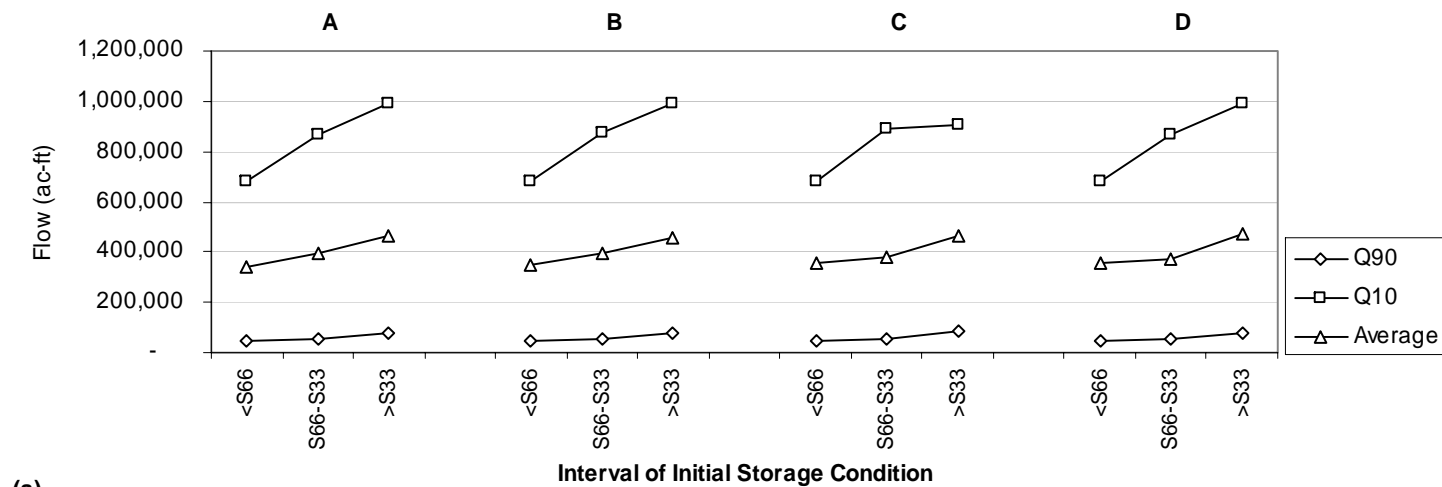 A B C D
1,200,000
1,000,000
800,000
600,000
400,000
200,000
-
Flow (ac-ft)
<S66 S66-S33 >S33 <S66 S66-S33 >S33 <S66 S66-S33 >S33 <S66 S66-S33 >S33
Interval of Initial Storage Condition
Q90
Q10
Average